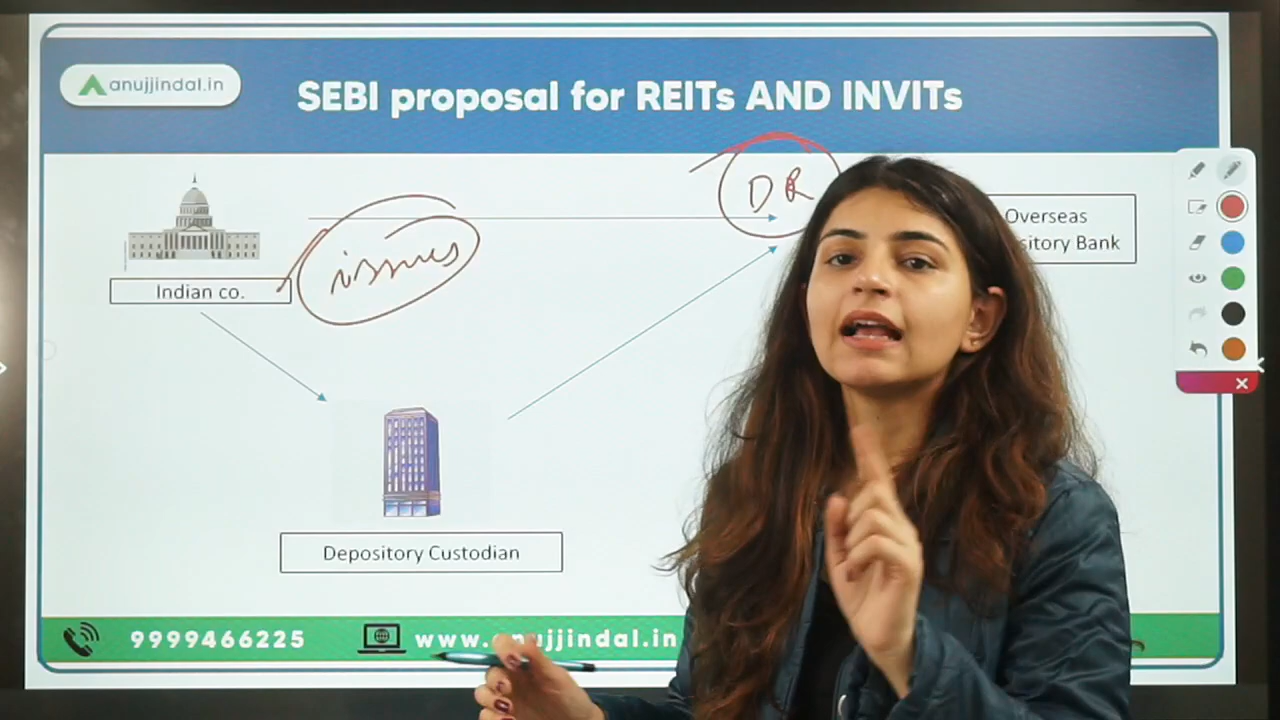 anujjindal.in
SEBI proposal for REITs AND INVITs
DR
Overseas
sitory Bank
issues
Indian co.
Depository Custodian
9999466225
www.anujjindal.in